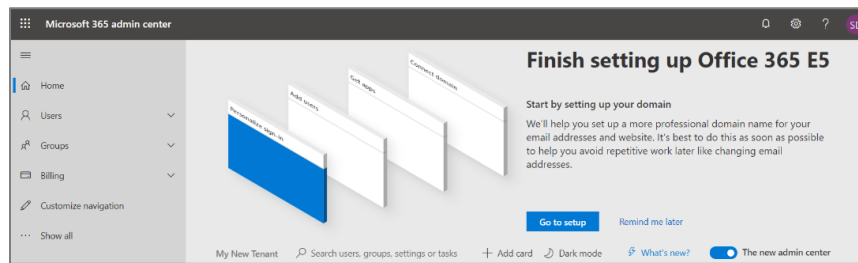 Microsoft 365 admin center
?
Home
Users
Groups
Billing
Customize navigation
Show all
Personalize sign-in
Add users
Get apps
Connect domain
Finish setting up Office 365 E5
Start by setting up your domain
We'll help you set up a more professional domain name for your
email addresses and website. It's best to do this as soon as possible
to help you avoid repetitive work later like changing email
addresses.
Go to setup Remind me later
My New Tenant Search users, groups, settings or tasks Add card Dark mode What's new? The new admin center